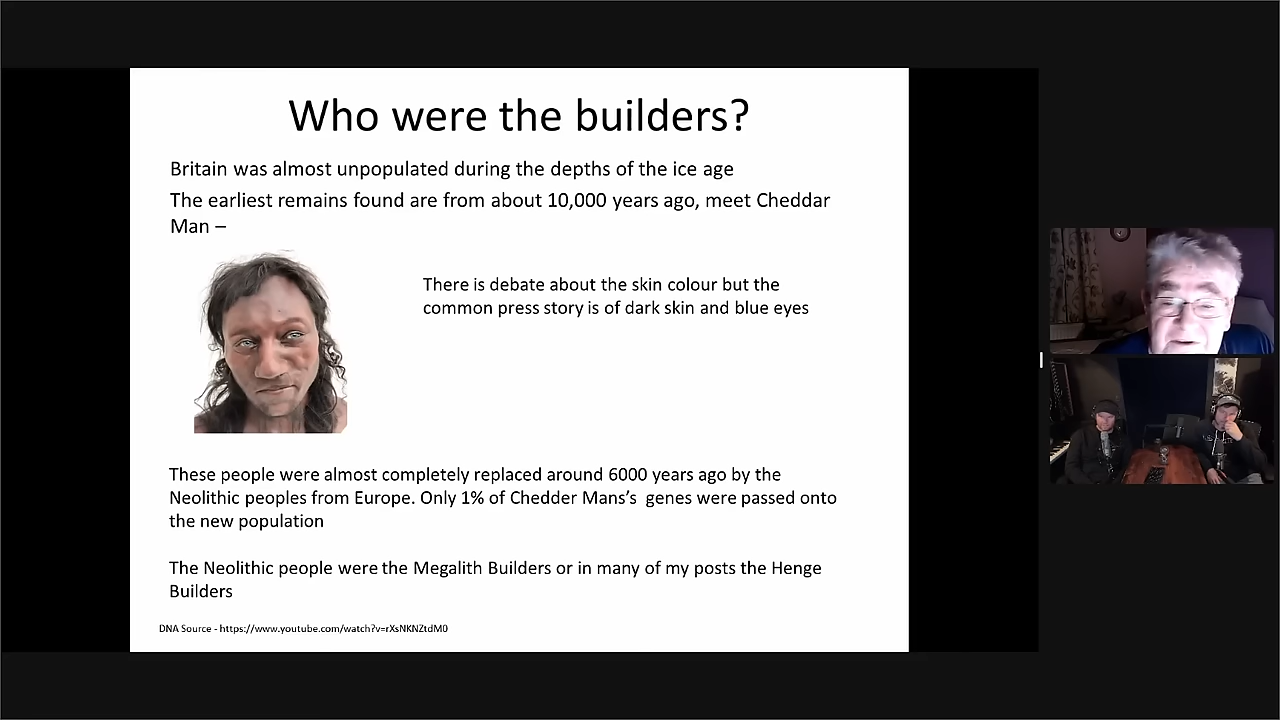 Who were the builders?
Britain was almost unpopulated during the depths of the ice age
The earliest remains found are from about 10,000 years ago, meet Cheddar
Man –
There is debate about the skin colour but the
common press story is of dark skin and blue eyes
These people were almost completely replaced around 6000 years ago by the
Neolithic peoples from Europe. Only 1% of Chedder Mans's genes were passed onto
the new population
The Neolithic people were the Megalith Builders or in many of my posts the Henge
Builders
DNA Source - https://www.youtube.com/watch?v=rXsNKNZtdM0